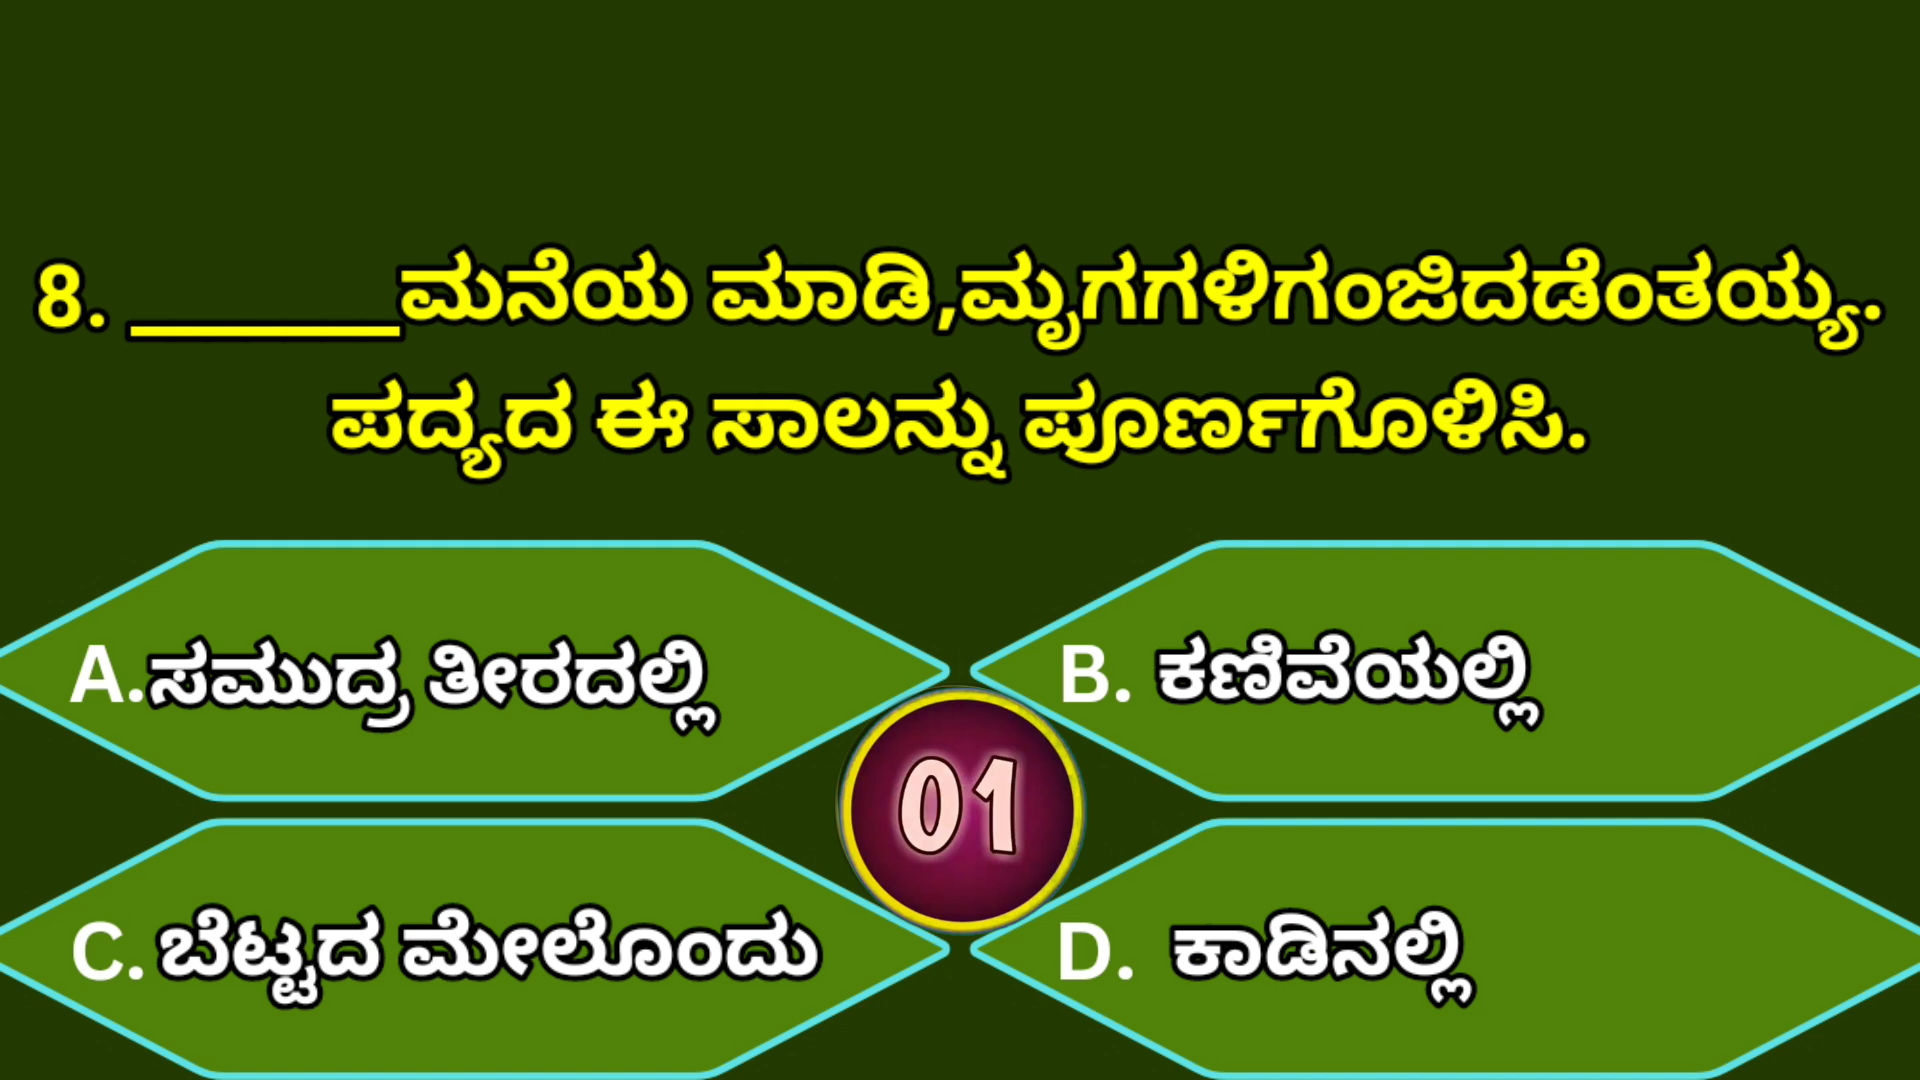 8. ______ಮನೆಯ ಮಾಡಿ,ಮೃಗಗಳಿಗಂಜಿದಡೆಂತಯ್ಯ.
ಪದ್ಯದ ಈ ಸಾಲನ್ನು ಪೂರ್ಣಗೊಳಿಸಿ.
A.ಸಮುದ್ರ ತೀರದಲ್ಲಿ
B. ಕಣಿವೆಯಲ್ಲಿ
01
C. ಬೆಟ್ಟದ ಮೇಲೊಂದು
D. ಕಾಡಿನಲ್ಲಿ